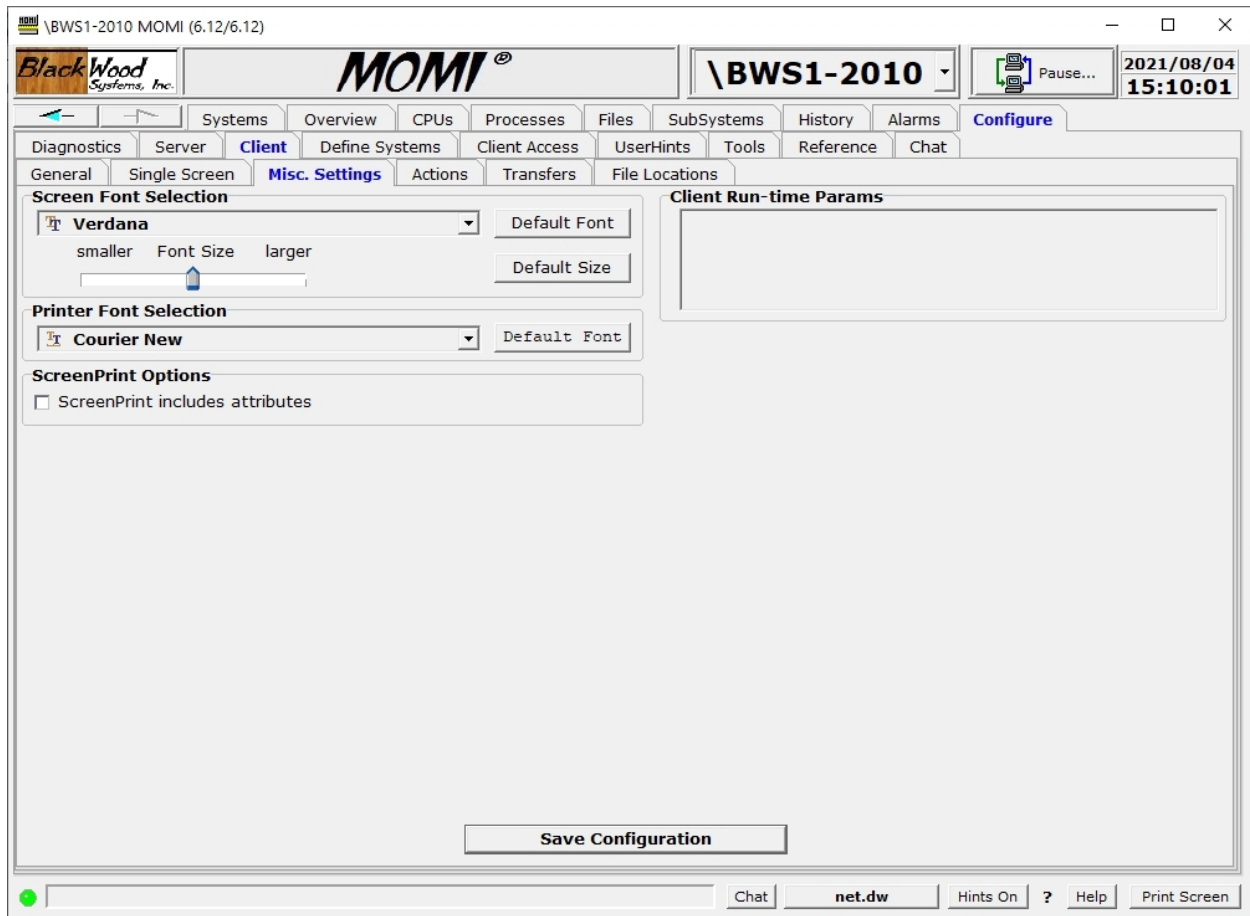 \BWS1-2010 MOMI (6.12/6.12)
BlackWood Systems, Inc.
MOMI ®
\BWS1-2010
Pause...
2021/08/04
15:10:01
Systems Overview CPUs Processes Files SubSystems History Alarms Configure
Diagnostics Server Client Define Systems Client Access UserHints Tools Reference Chat
General Single Screen Misc. Settings Actions Transfers File Locations
Screen Font Selection
Verdana
Default Font
smaller Font Size larger
Default Size
Printer Font Selection
Courier New
Default Font
ScreenPrint Options
ScreenPrint includes attributes
Client Run-time Params
Save Configuration
Chat net.dw Hints On ? Help Print Screen